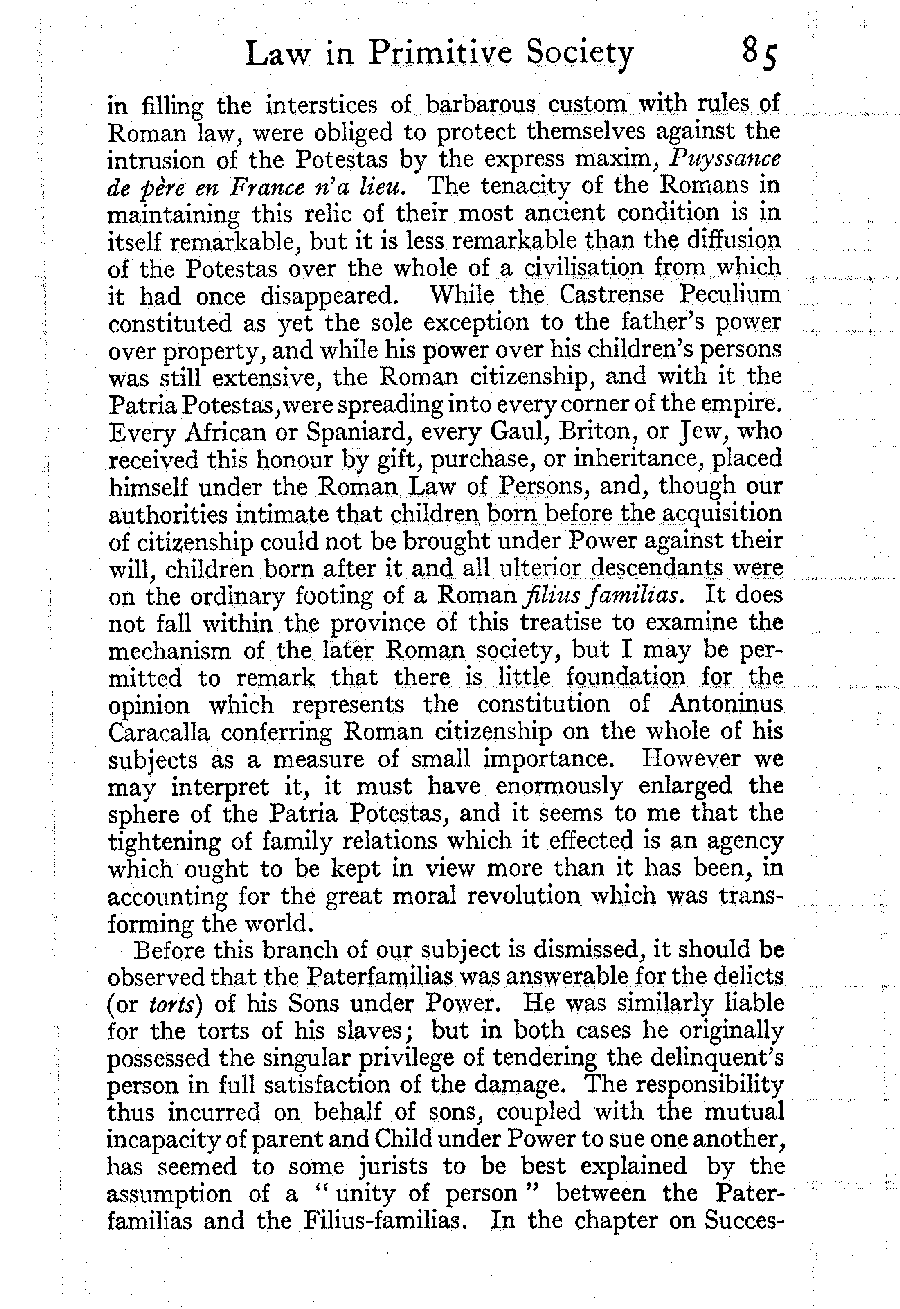 Law in Primitive Society 85
in filling the interstices of barbarous custom with rules of
Roman law, were obliged to protect themselves against the
intrusion of the Potestas by the express maxim, Puyssance
de père en France n'a lieu. The tenacity of the Romans in
maintaining this relic of their most ancient condition is in
itself remarkable, but it is less remarkable than the diffusion
of the Potestas over the whole of a civilisation from which
it had once disappeared. While the Castrense Peculium
constituted as yet the sole exception to the father's power
over property, and while his power over his children's persons
was still extensive, the Roman citizenship, and with it the
Patria Potestas, were spreading into every corner of the empire.
Every African or Spaniard, every Gaul, Briton, or Jew, who
received this honour by gift, purchase, or inheritance, placed
himself under the Roman Law of Persons, and, though our
authorities intimate that children born before the acquisition
of citizenship could not be brought under Power against their
will, children born after it and all ulterior descendants were
on the ordinary footing of a Roman filius familias. It does
not fall within the province of this treatise to examine the
mechanism of the later Roman society, but I may be per-
mitted to remark that there is little foundation for the
opinion which represents the constitution of Antoninus
Caracalla conferring Roman citizenship on the whole of his
subjects as a measure of small importance. However we
may interpret it, it must have enormously enlarged the
sphere of the Patria Potestas, and it seems to me that the
tightening of family relations which it effected is an agency
which ought to be kept in view more than it has been, in
accounting for the great moral revolution which was trans-
forming the world.
Before this branch of our subject is dismissed, it should be
observed that the Paterfamilias was answerable for the delicts
(or torts) of his Sons under Power. He was similarly liable
for the torts of his slaves; but in both cases he originally
possessed the singular privilege of tendering the delinquent's
person in full satisfaction of the damage. The responsibility
thus incurred on behalf of sons, coupled with the mutual
incapacity of parent and Child under Power to sue one another,
has seemed to some jurists to be best explained by the
assumption of a "unity of person" between the Pater-
familias and the Filius-familias. In the chapter on Succes-